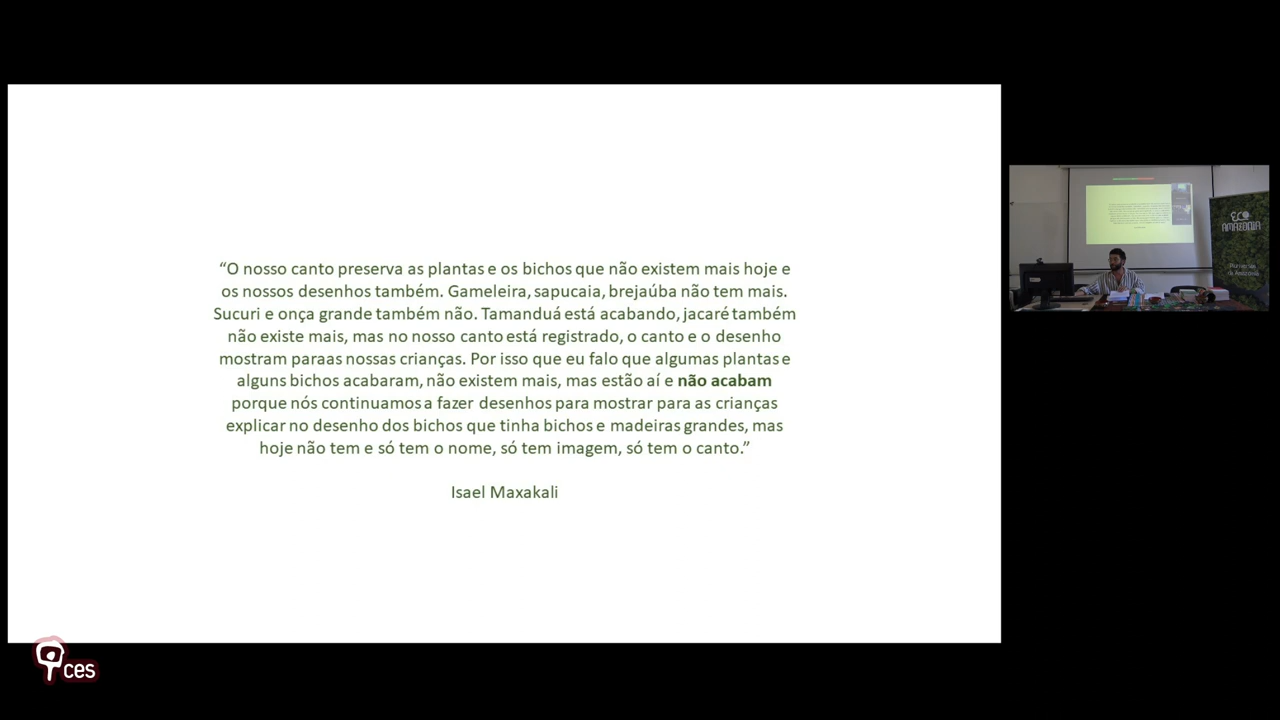 “O nosso canto preserva as plantas e os bichos que não existem mais hoje e
os nossos desenhos também. Gameleira, sapucaia, brejaúba não tem mais.
Sucuri e onça grande também não. Tamanduá está acabando, jacaré também
não existe mais, mas no nosso canto está registrado, o canto e o desenho
mostram paraas nossas crianças. Por isso que eu falo que algumas plantas e
alguns bichos acabaram, não existem mais, mas estão aí e não acabam
porque nós continuamos a fazer desenhos para mostrar para as crianças
explicar no desenho dos bichos que tinha bichos e madeiras grandes, mas
hoje não tem e só tem o nome, só tem imagem, só tem o canto.”
Isael Maxakali
ECO
AMAZONIA
ces